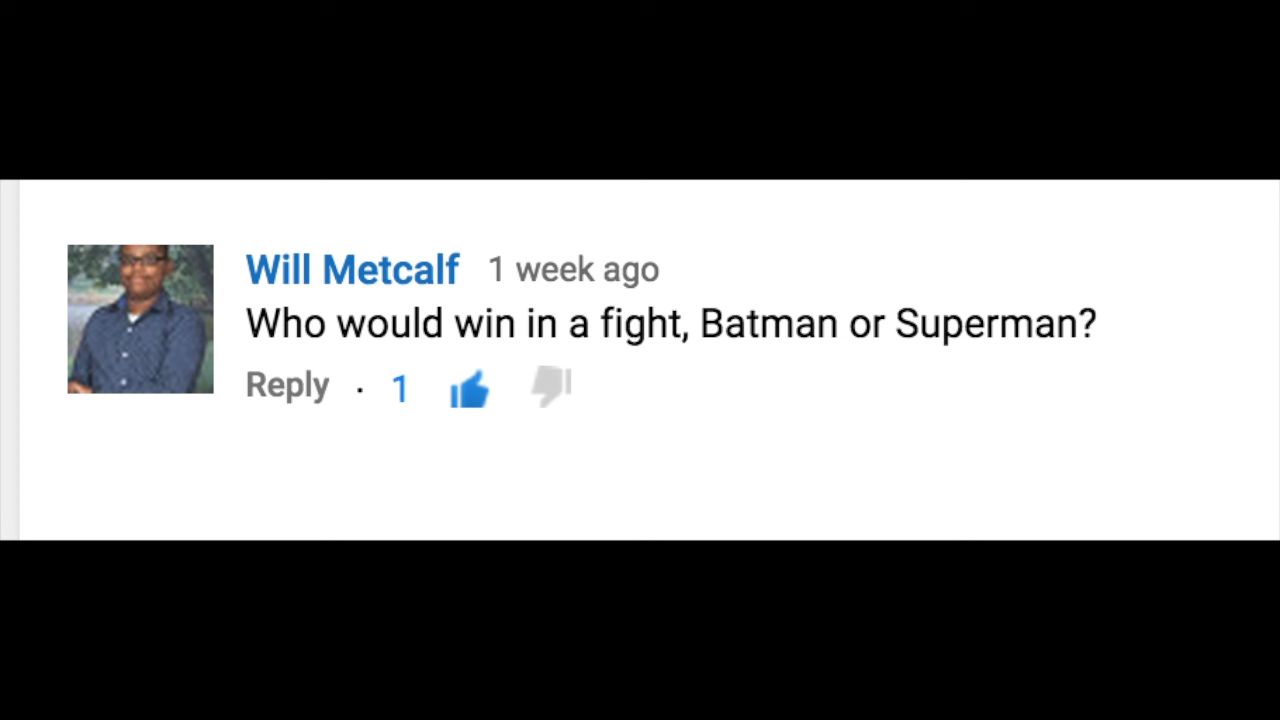 Will Metcalf 1 week ago
Who would win in a fight, Batman or Superman?
Reply · 1